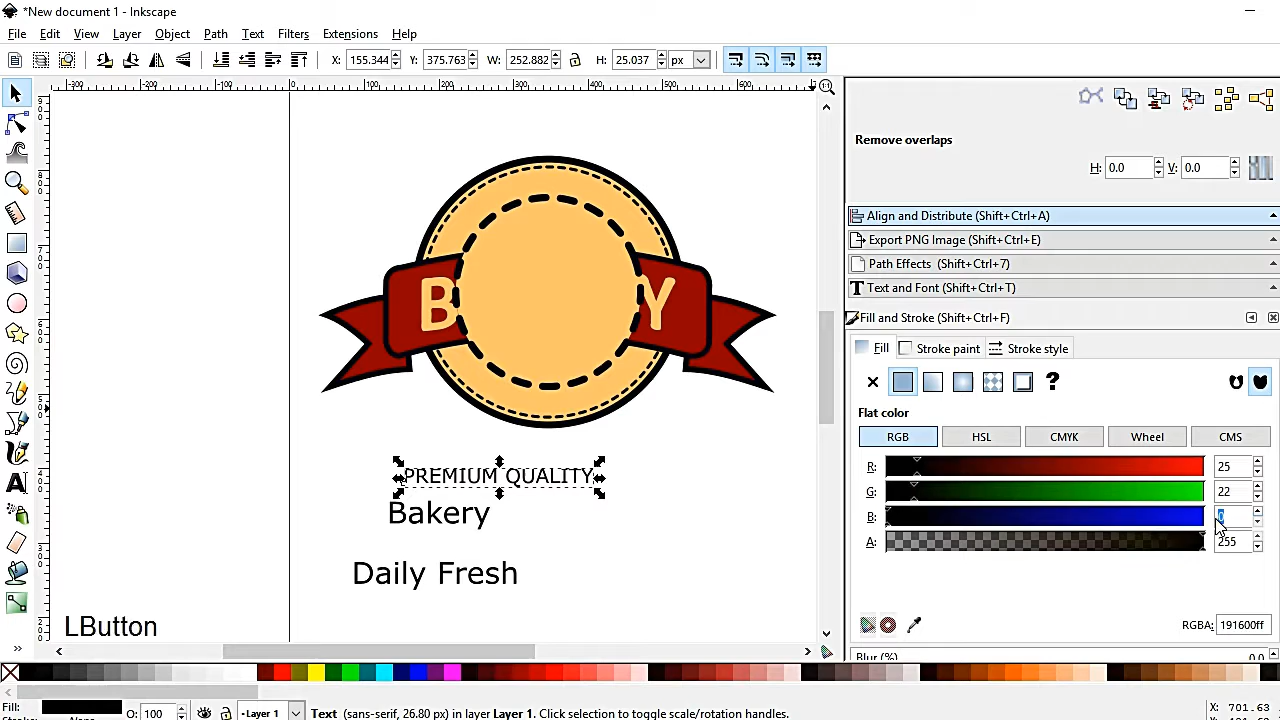 *New document 1 - Inkscape
File Edit View Layer Object Path Text Filters Extensions Help
X: 155.344 Y: 375.763 W: 252.882 H: 25.037 px
Remove overlaps
H: 0.0 V: 0.0
Align and Distribute (Shift+Ctrl+A)
Export PNG Image (Shift+Ctrl+E)
Path Effects (Shift+Ctrl+7)
Text and Font (Shift+Ctrl+T)
Fill and Stroke (Shift+Ctrl+F)
Fill Stroke paint Stroke style
Flat color
RGB HSL CMYK Wheel CMS
R: 25
G: 22
B: 0
A: 255
RGBA: 191600ff
Blur (%) 0.0
B Y
PREMIUM QUALITY
Bakery
Daily Fresh
LButton
Fill: O: 100 -Layer 1 Text (sans-serif, 26.80 px) in layer Layer 1. Click selection to toggle scale/rotation handles. X: 701.63